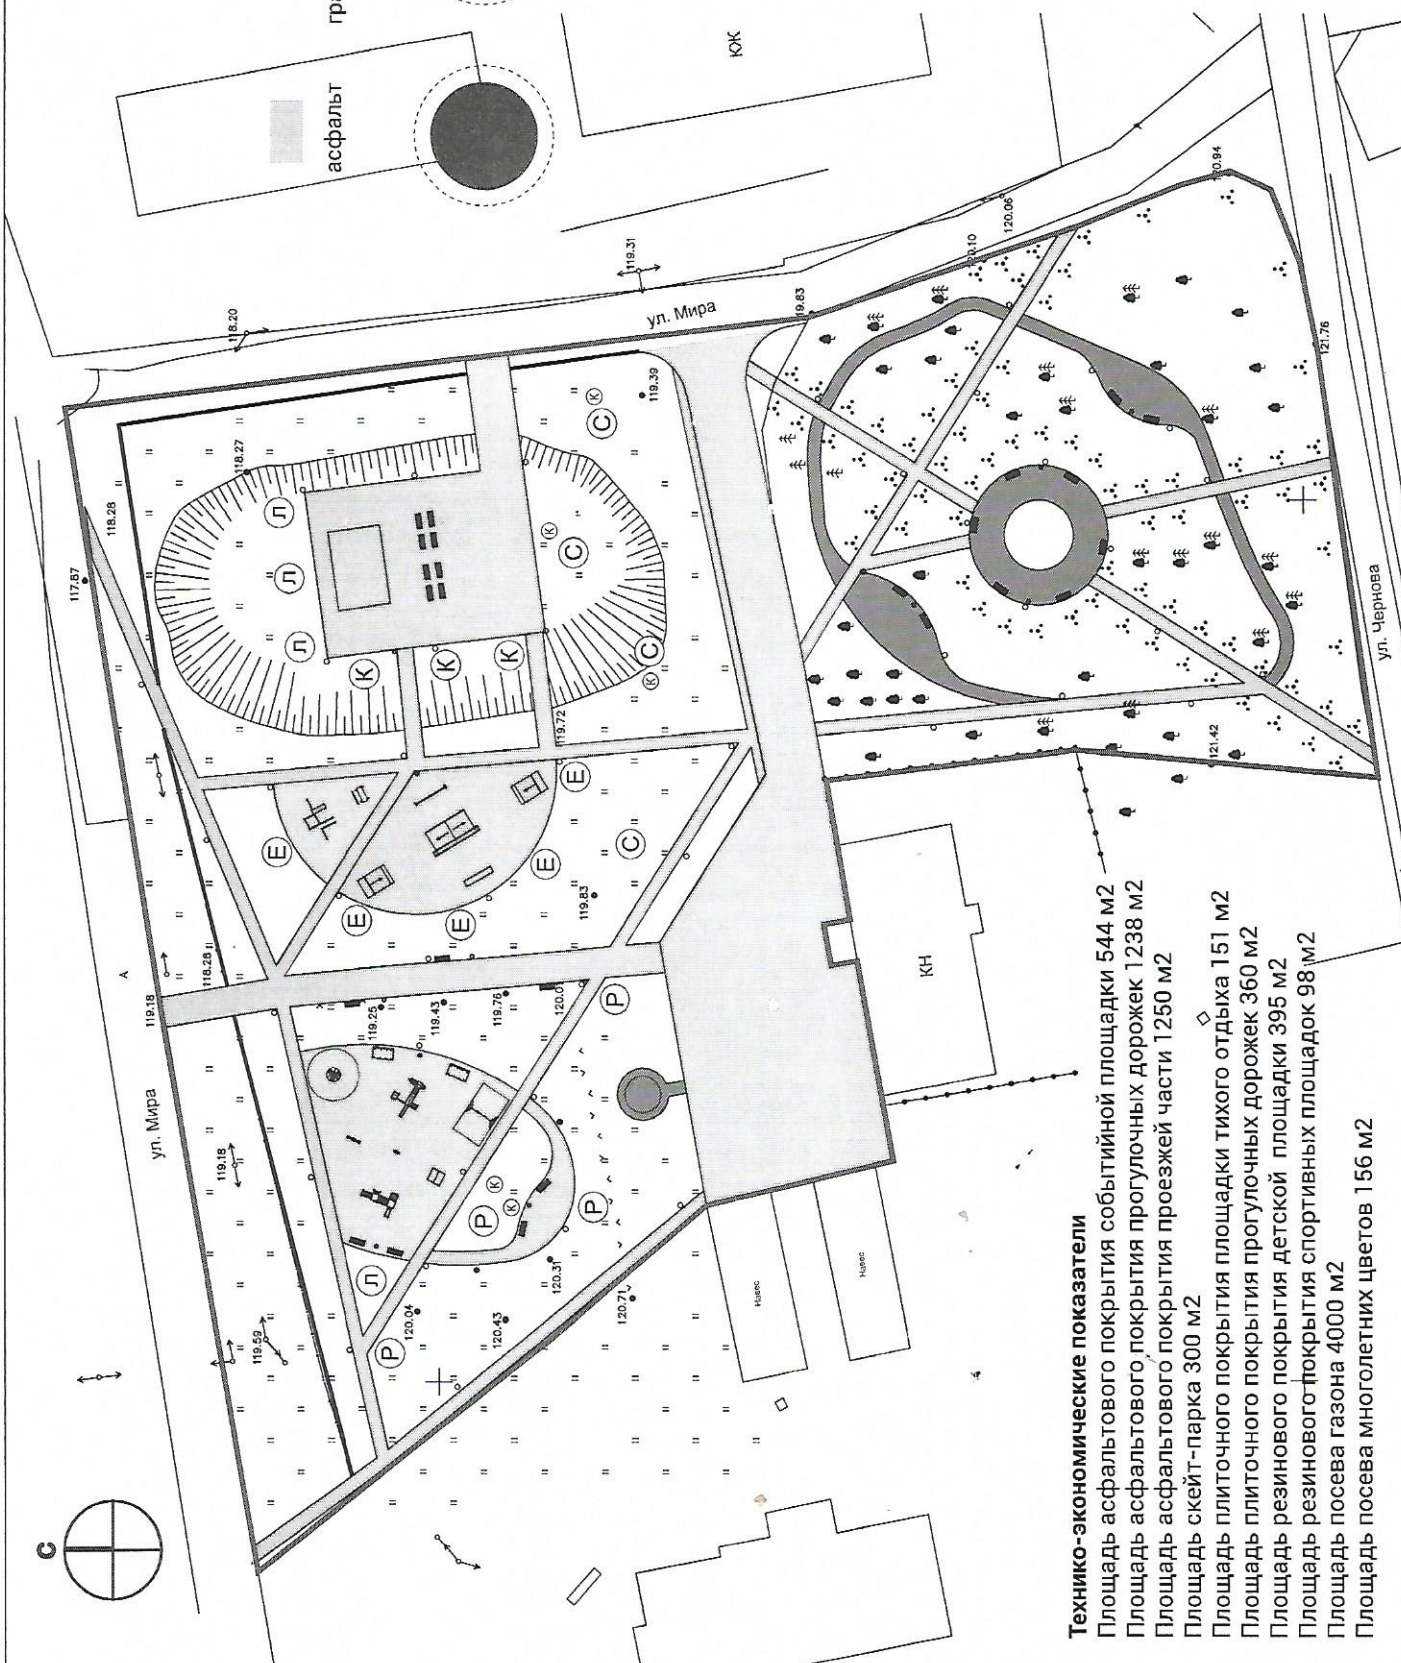 С
асфальт
КЖ
118.20
119.31
ул. Мира
120.06
120.10
19.83
120.94
121.76
118.28
117.87
118.27
119.39
Л
Л
Л
К
К
К
С
К
С
К
С
К
119.72
Е
Е
Е
Е
Е
С
119.83
А
118.28
119.18
ул. Мира
119.18
119.59
119.25
119.43
119.76
Р
Р
Р
К
К
Л
Р
120.04
120.43
120.31
120.71
121.42
ул. Чернова
КН
Навес
Навес
Технико-экономические показатели
Площадь асфальтового покрытия событийной площадки 544 м2
Площадь асфальтового покрытия прогулочных дорожек 1238 м2
Площадь асфальтового покрытия проезжей части 1250 м2
Площадь скейт-парка 300 м2
Площадь плиточного покрытия площадки тихого отдыха 151 м2
Площадь плиточного покрытия прогулочных дорожек 360 м2
Площадь резинового покрытия детской площадки 395 м2
Площадь резинового покрытия спортивных площадок 98 м2
Площадь посева газона 4000 м2
Площадь посева многолетних цветов 156 м2